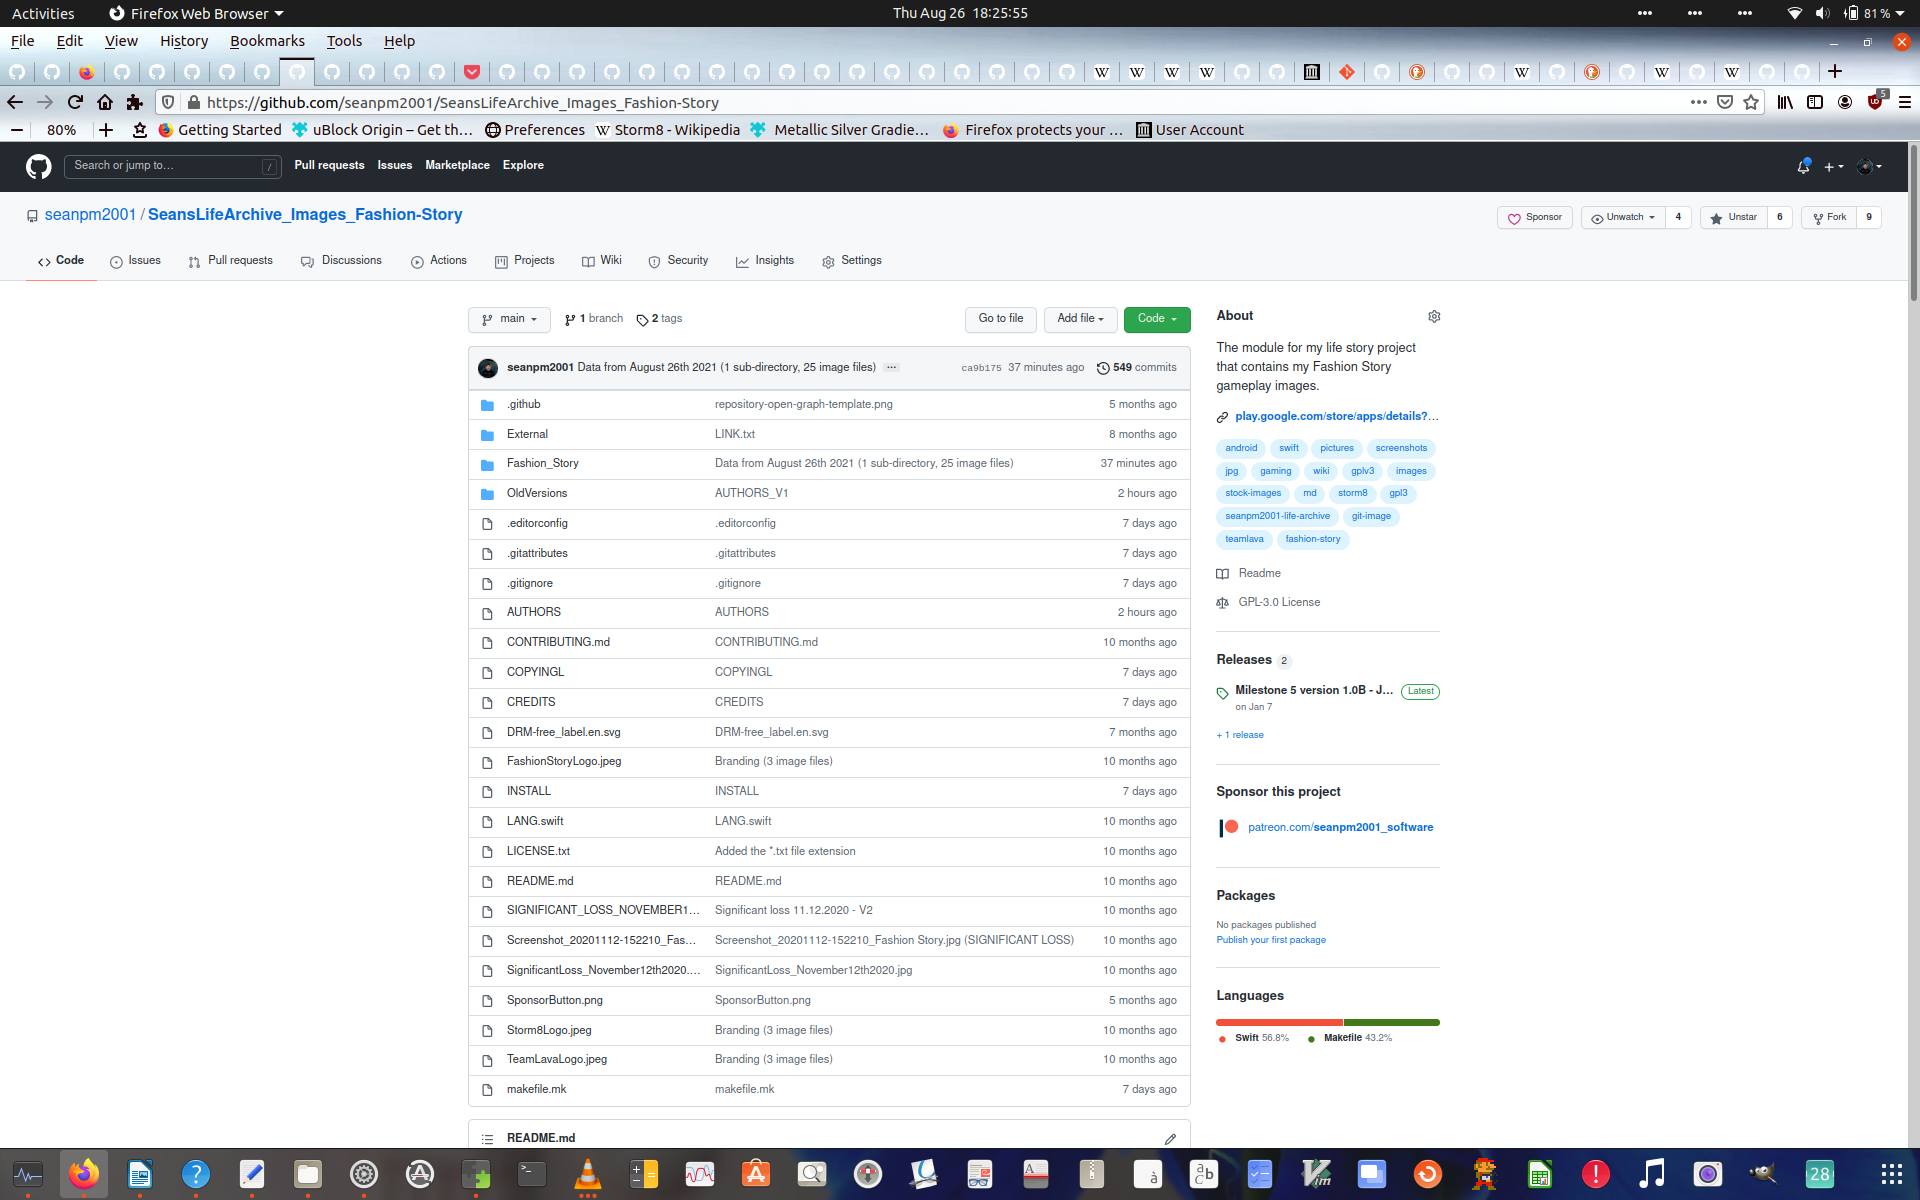 Activities Firefox Web Browser Thu Aug 26 18:25:55 81 %
File Edit View History Bookmarks Tools Help
https://github.com/seanpm2001/SeansLifeArchive_Images_Fashion-Story 5
80% Getting Started uBlock Origin – Get th… Preferences Storm8 - Wikipedia Metallic Silver Gradie… Firefox protects your … User Account
Search or jump to… / Pull requests Issues Marketplace Explore
seanpm2001 / SeansLifeArchive_Images_Fashion-Story Sponsor Unwatch 4 Unstar 6 Fork 9
Code Issues Pull requests Discussions Actions Projects Wiki Security Insights Settings
main 1 branch 2 tags Go to file Add file Code
seanpm2001 Data from August 26th 2021 (1 sub-directory, 25 image files) ... ca9b175 37 minutes ago 549 commits
.github repository-open-graph-template.png 5 months ago
External LINK.txt 8 months ago
Fashion_Story Data from August 26th 2021 (1 sub-directory, 25 image files) 37 minutes ago
OldVersions AUTHORS_V1 2 hours ago
.editorconfig .editorconfig 7 days ago
.gitattributes .gitattributes 7 days ago
.gitignore .gitignore 7 days ago
AUTHORS AUTHORS 2 hours ago
CONTRIBUTING.md CONTRIBUTING.md 10 months ago
COPYINGL COPYINGL 7 days ago
CREDITS CREDITS 7 days ago
DRM-free_label.en.svg DRM-free_label.en.svg 7 months ago
FashionStoryLogo.jpeg Branding (3 image files) 10 months ago
INSTALL INSTALL 7 days ago
LANG.swift LANG.swift 10 months ago
LICENSE.txt Added the *.txt file extension 10 months ago
README.md README.md 10 months ago
SIGNIFICANT_LOSS_NOVEMBER1… Significant loss 11.12.2020 - V2 10 months ago
Screenshot_20201112-152210_Fas… Screenshot_20201112-152210_Fashion Story.jpg (SIGNIFICANT LOSS) 10 months ago
SignificantLoss_November12th2020.… SignificantLoss_November12th2020.jpg 10 months ago
SponsorButton.png SponsorButton.png 5 months ago
Storm8Logo.jpeg Branding (3 image files) 10 months ago
TeamLavaLogo.jpeg Branding (3 image files) 10 months ago
makefile.mk makefile.mk 7 days ago
README.md
About
The module for my life story project
that contains my Fashion Story
gameplay images.
play.google.com/store/apps/details?…
android swift pictures screenshots
jpg gaming wiki gplv3 images
stock-images md storm8 gpl3
seanpm2001-life-archive git-image
teamlava fashion-story
Readme
GPL-3.0 License
Releases 2
Milestone 5 version 1.0B - J… Latest
on Jan 7
+ 1 release
Sponsor this project
patreon.com/seanpm2001_software
Packages
No packages published
Publish your first package
Languages
Swift 56.8% Makefile 43.2%
28